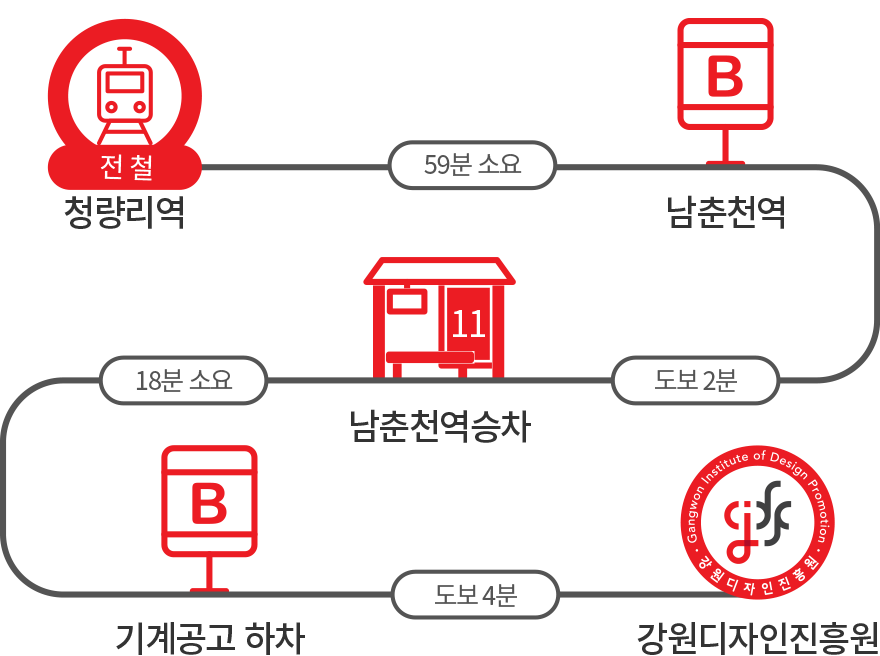 전 철
청량리역
59분 소요
B
남춘천역
도보 2분
11
남춘천역승차
18분 소요
B
기계공고 하차
도보 4분
Gangwon Institute of Design Promotion
· 강원디자인진흥원 ·
강원디자인진흥원